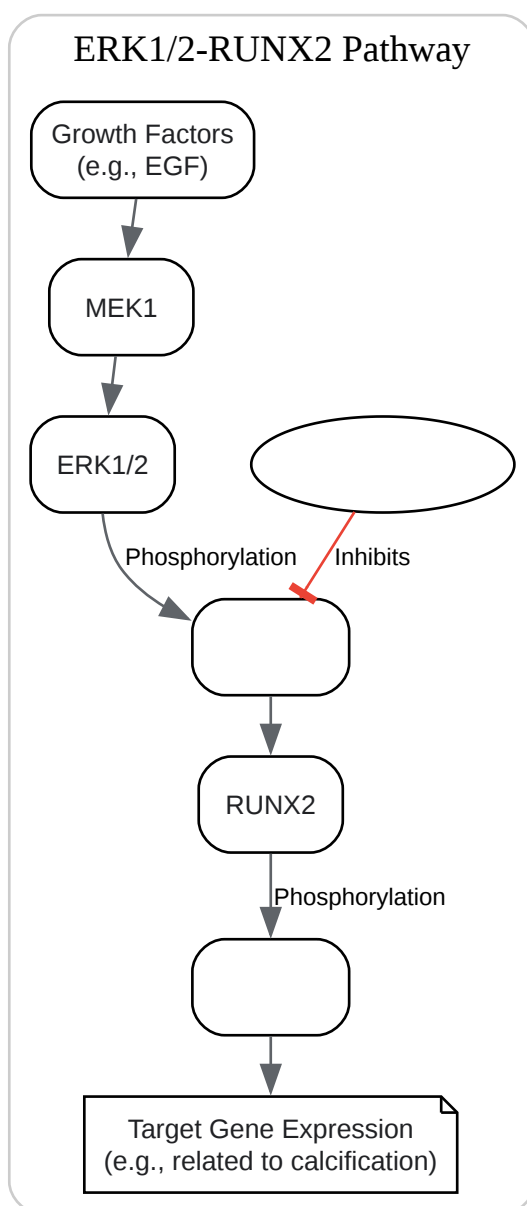 ERK1/2-RUNX2 Pathway
Growth Factors
(e.g., EGF)
MEK1
ERK1/2
Phosphorylation
Inhibits
RUNX2
Phosphorylation
Target Gene Expression
(e.g., related to calcification)